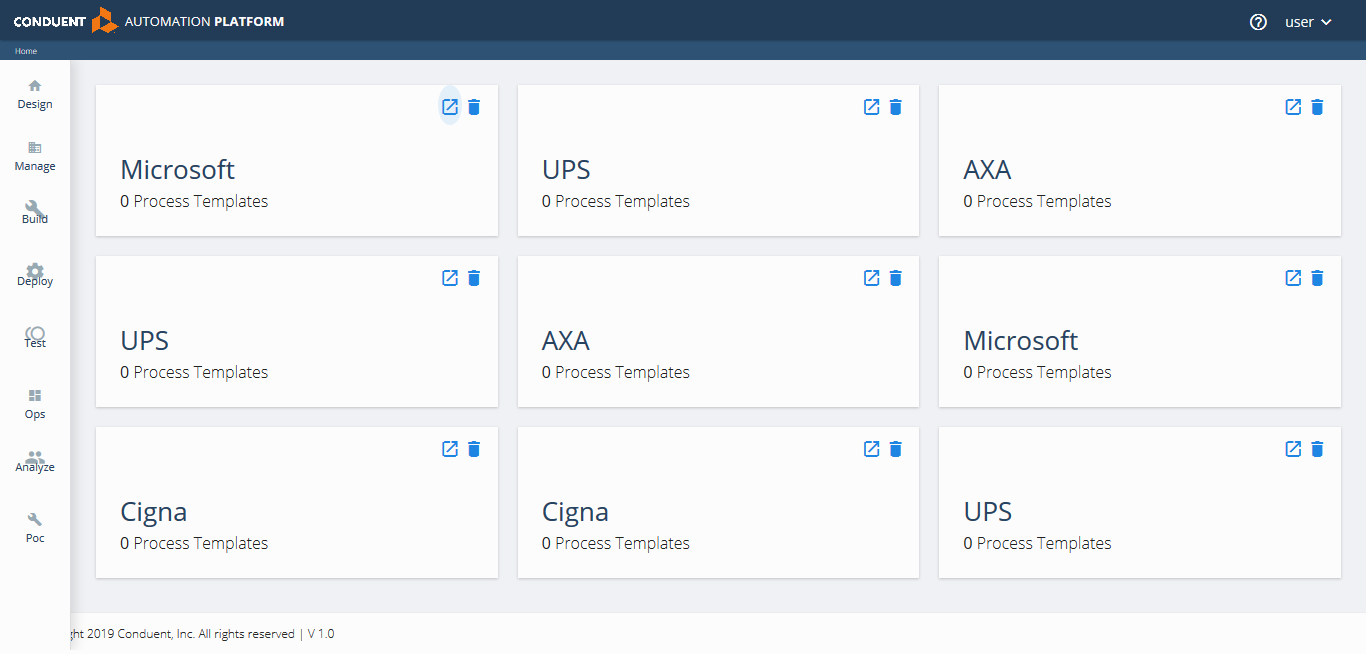 CONDUENT AUTOMATION PLATFORM
user
Home
Design
Manage
Build
Deploy
Test
Ops
Analyze
Poc
Microsoft
0 Process Templates
UPS
0 Process Templates
AXA
0 Process Templates
UPS
0 Process Templates
AXA
0 Process Templates
Microsoft
0 Process Templates
Cigna
0 Process Templates
Cigna
0 Process Templates
UPS
0 Process Templates
ght 2019 Conduent, Inc. All rights reserved | V 1.0